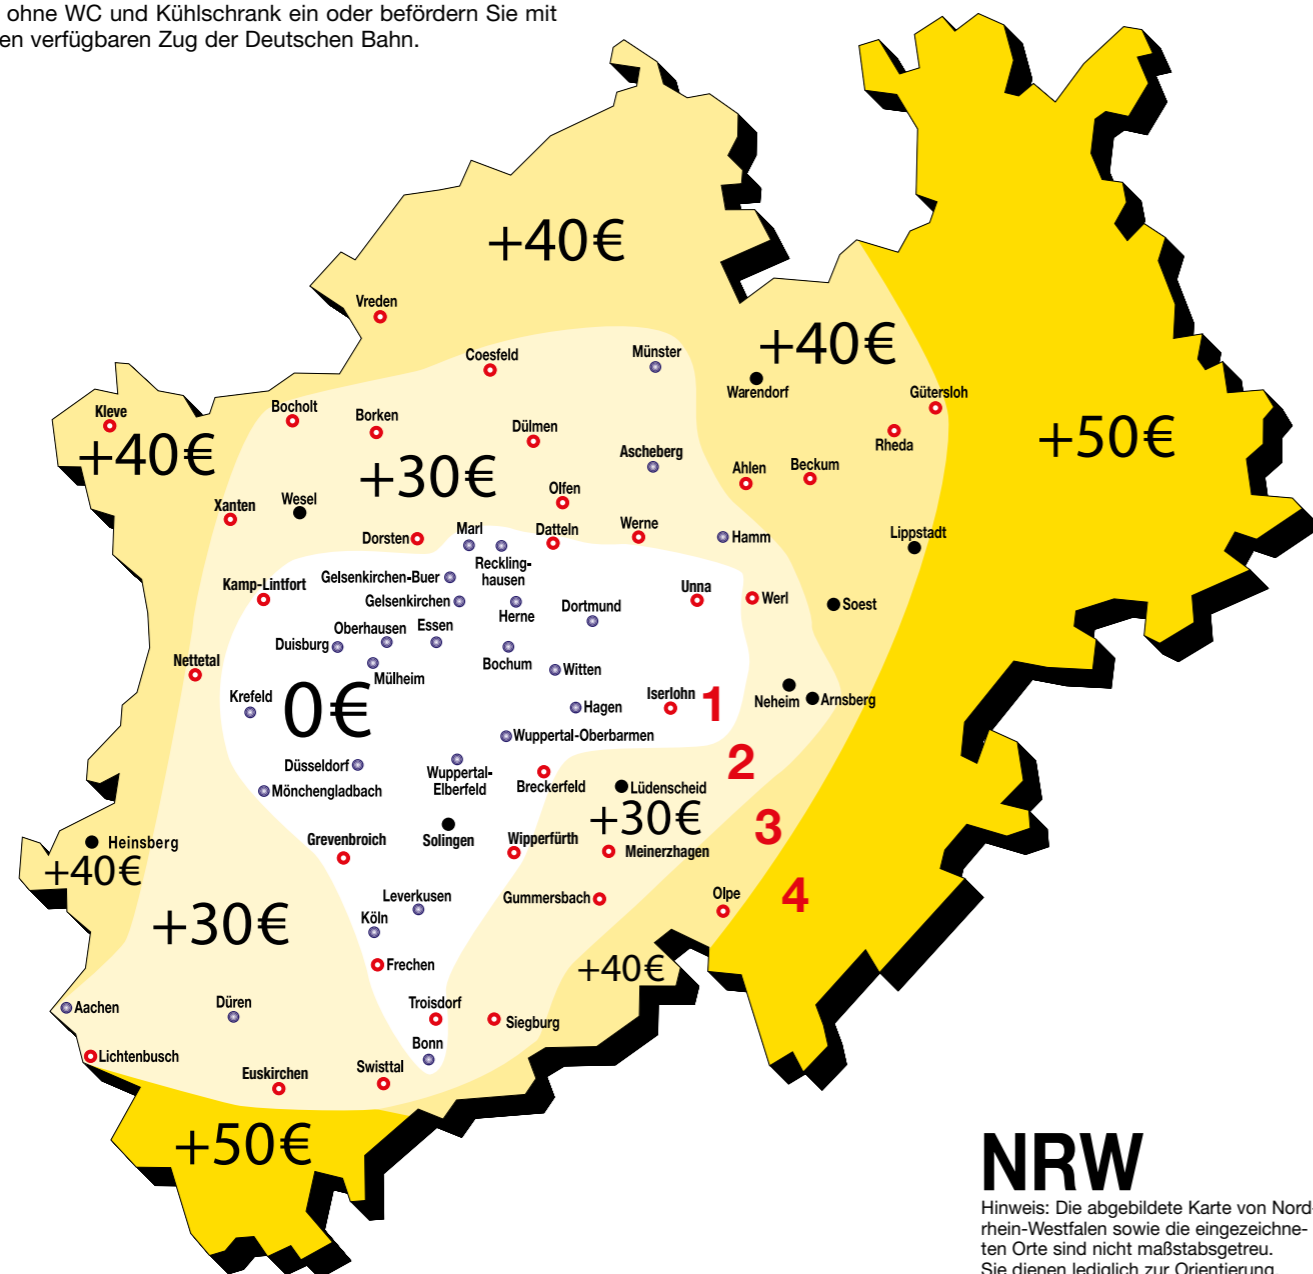 ohne WC und Kühlschrank ein oder befördern Sie mit
en verfügbaren Zug der Deutschen Bahn.
+40€
Vreden
Coesfeld
Münster
+40€
Warendorf
Gütersloh
Kleve
+40€
Bocholt
Borken
Dülmen
Rheda
+50€
+30€
Ascheberg
Ahlen
Beckum
Xanten
Wesel
Olfen
Dorsten
Marl
Datteln
Werne
Hamm
Lippstadt
Reckling-
hausen
Gelsenkirchen-Buer
Kamp-Lintfort
Gelsenkirchen
Herne
Dortmund
Unna
Werl
Soest
Oberhausen
Essen
Duisburg
Bochum
Witten
Nettetal
Mülheim
Krefeld
0€
Hagen
Iserlohn
1
Neheim
Arnsberg
Wuppertal-Oberbarmen
Düsseldorf
Wuppertal-
Elberfeld
2
Mönchengladbach
Breckerfeld
Lüdenscheid
+30€
3
Heinsberg
+40€
Grevenbroich
Solingen
Wipperfürth
Meinerzhagen
Leverkusen
Gummersbach
Olpe
4
+30€
Köln
Frechen
+40€
Aachen
Düren
Troisdorf
Siegburg
Bonn
Lichtenbusch
Euskirchen
Swisttal
+50€
NRW
Hinweis: Die abgebildete Karte von Nord-
rhein-Westfalen sowie die eingezeichne-
ten Orte sind nicht maßstabsgetreu.
Sie dienen lediglich zur Orientierung.